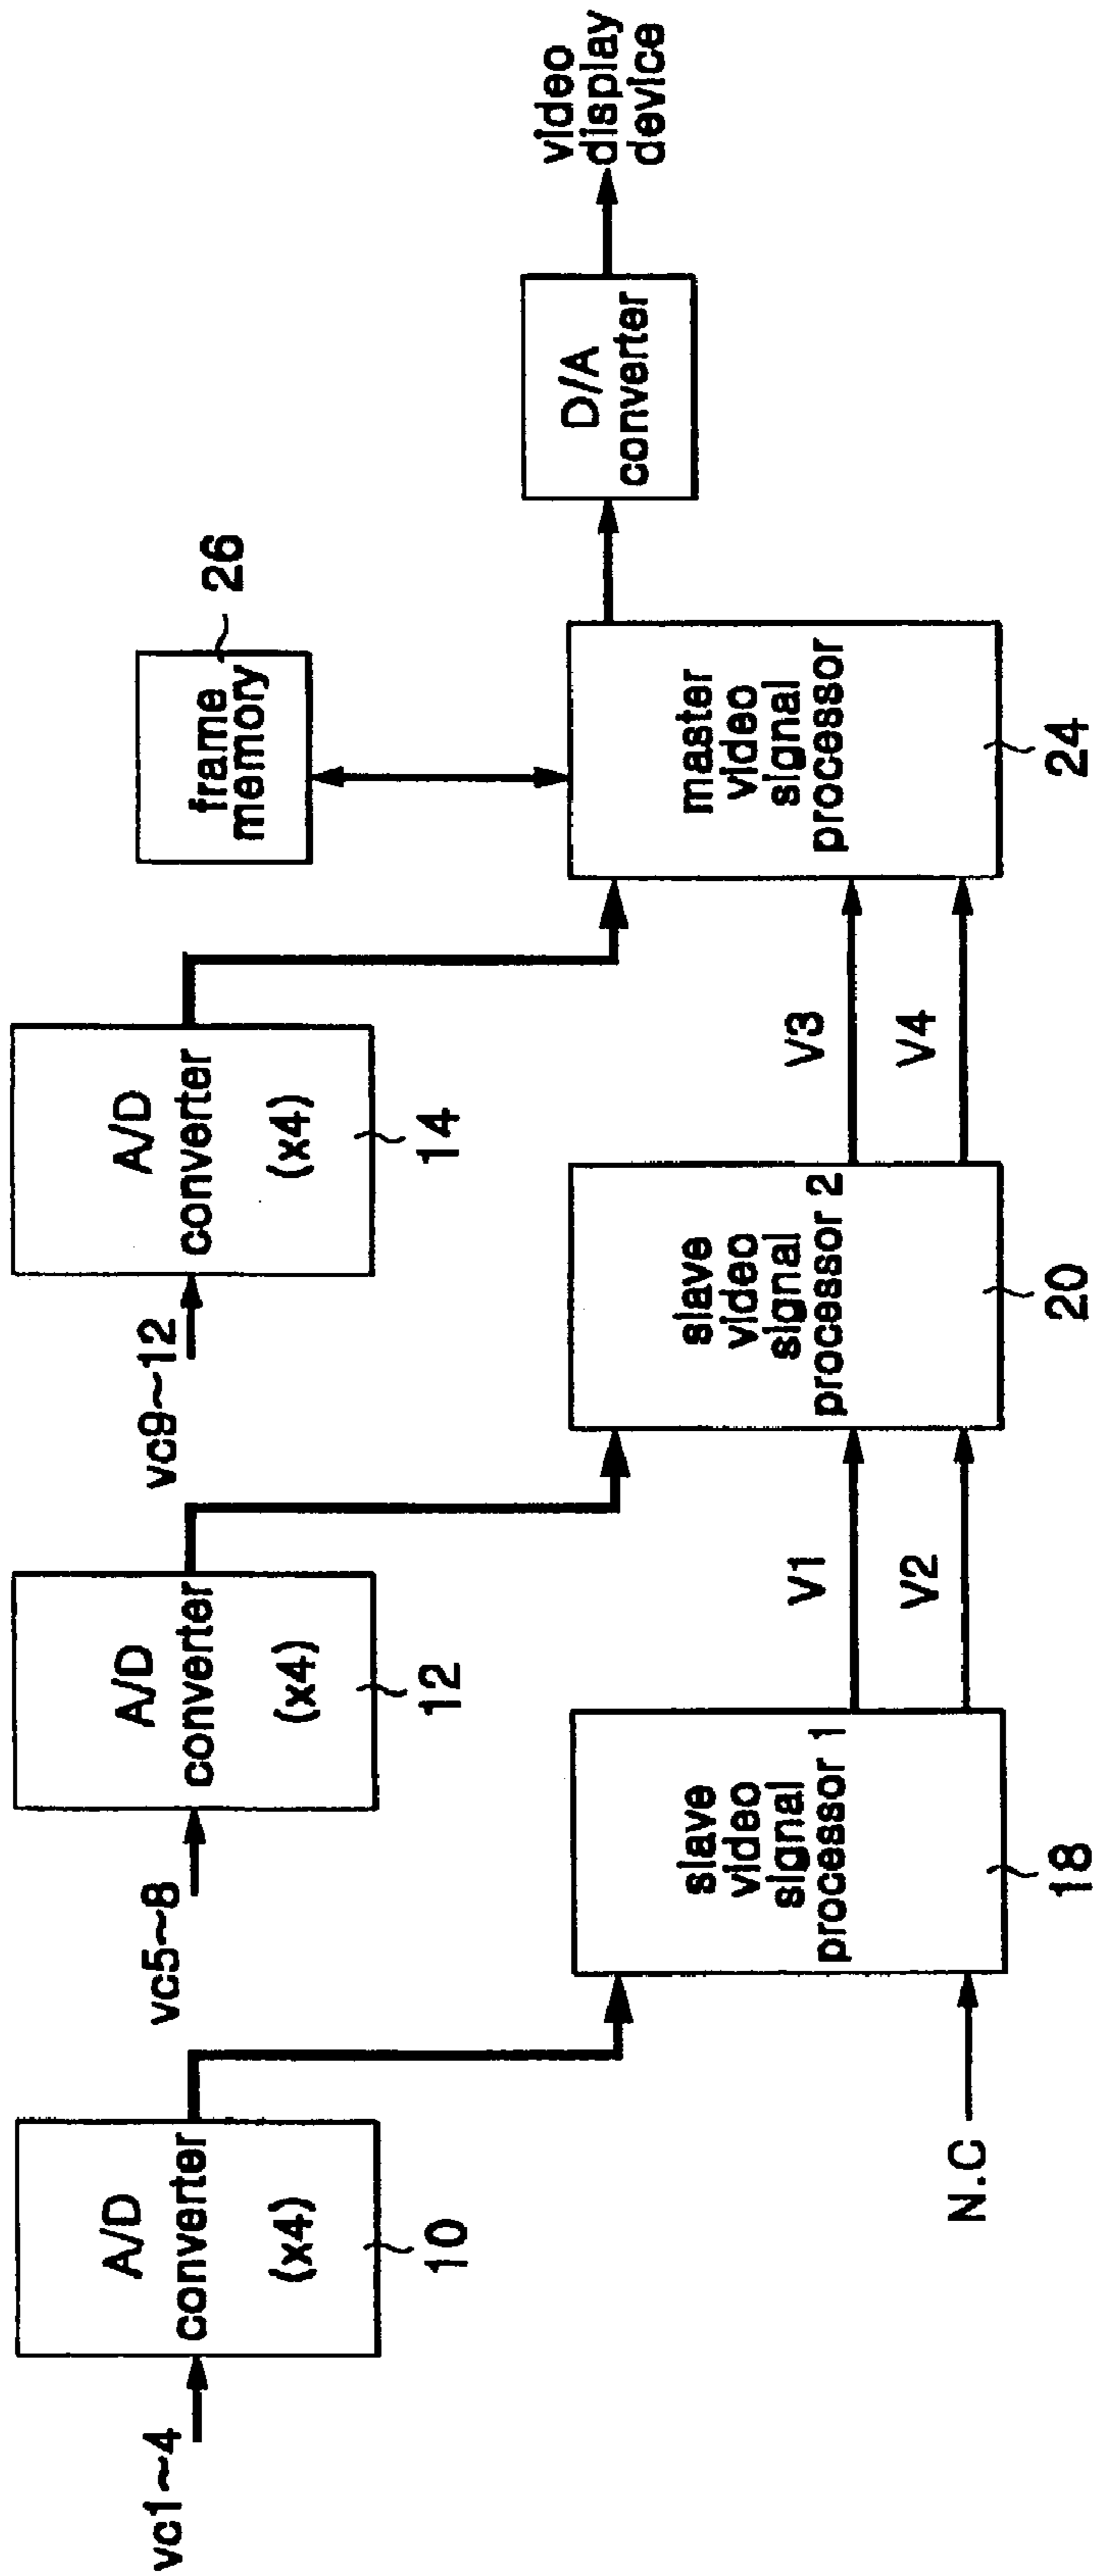 vc1~4
A/D
converter
(x4)
10
vc5~8
A/D
converter
(x4)
12
vc9~12
A/D
converter
(x4)
14
frame
memory
26
N.C
slave
video
signal
processor 1
18
V1
V2
slave
video
signal
processor 2
20
V3
V4
master
video
signal
processor
24
D/A
converter
video
display
device